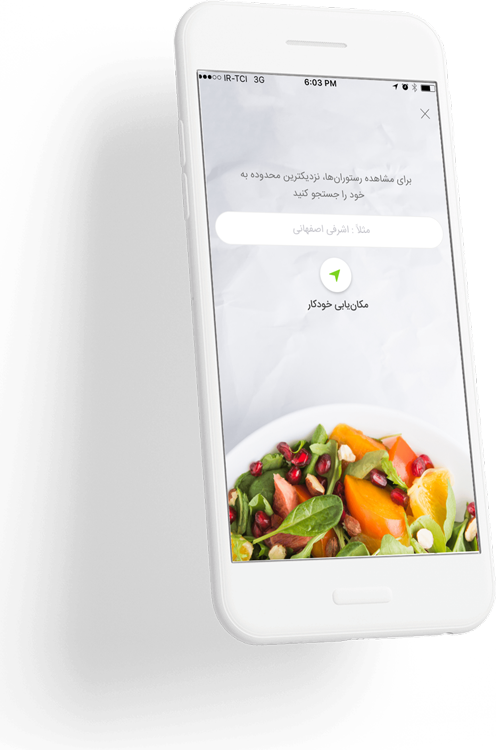 IR-TCI 3G 6:03 PM
برای مشاهده رستوران‌ها، نزدیکترین محدوده به
خود را جستجو کنید
مثلاً : اشرفی اصفهانی
مکان‌یابی خودکار